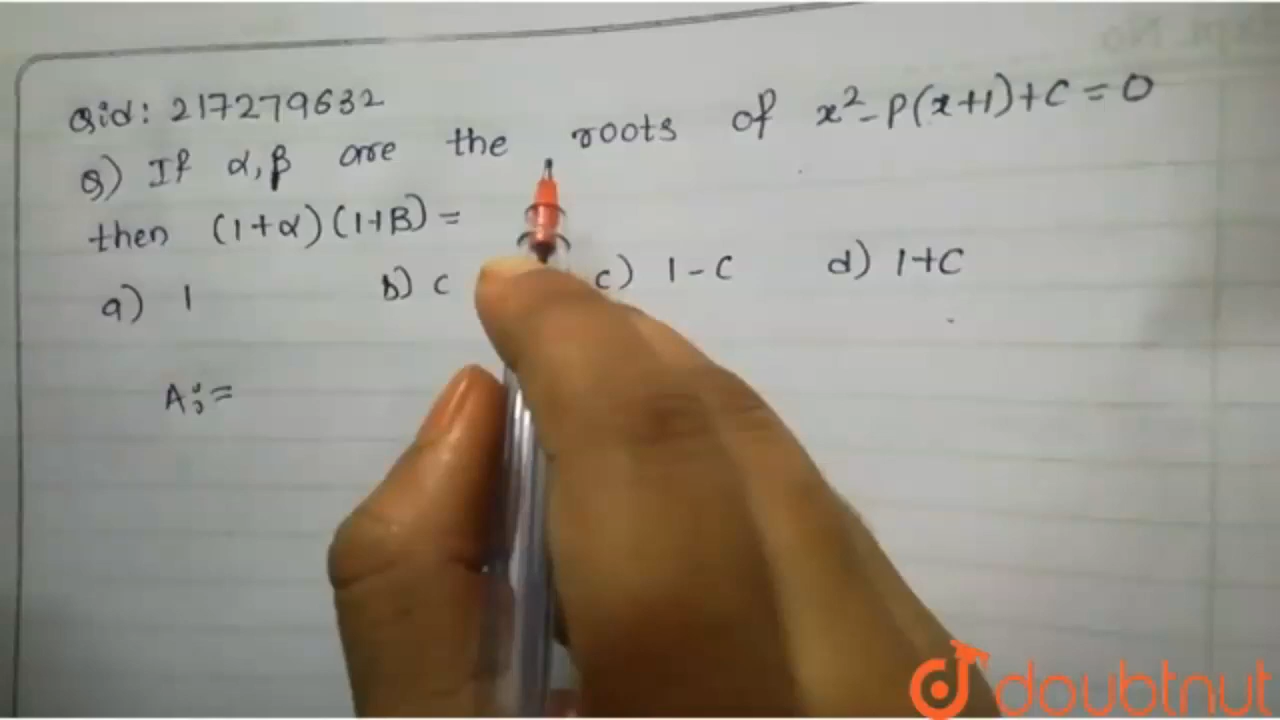 Qid: 217279632
Q) If α, β are the roots of x² - P(x+1) + C = 0
then (1+α)(1+β) =
a) 1 b) C c) 1 - C d) 1+C
A:=
doubtnut